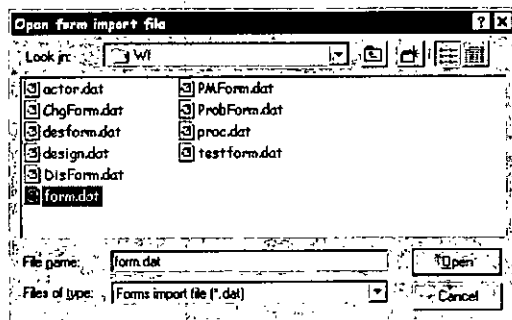 Open form import file
Look in: WI
actor.dat
ChgForm.dat
desform.dat
design.dat
DisForm.dat
form.dat
PMForm.dat
ProbForm.dat
proc.dat
testform.dat
File name: form.dat Open
Files of type: Forms import file (*.dat) Cancel